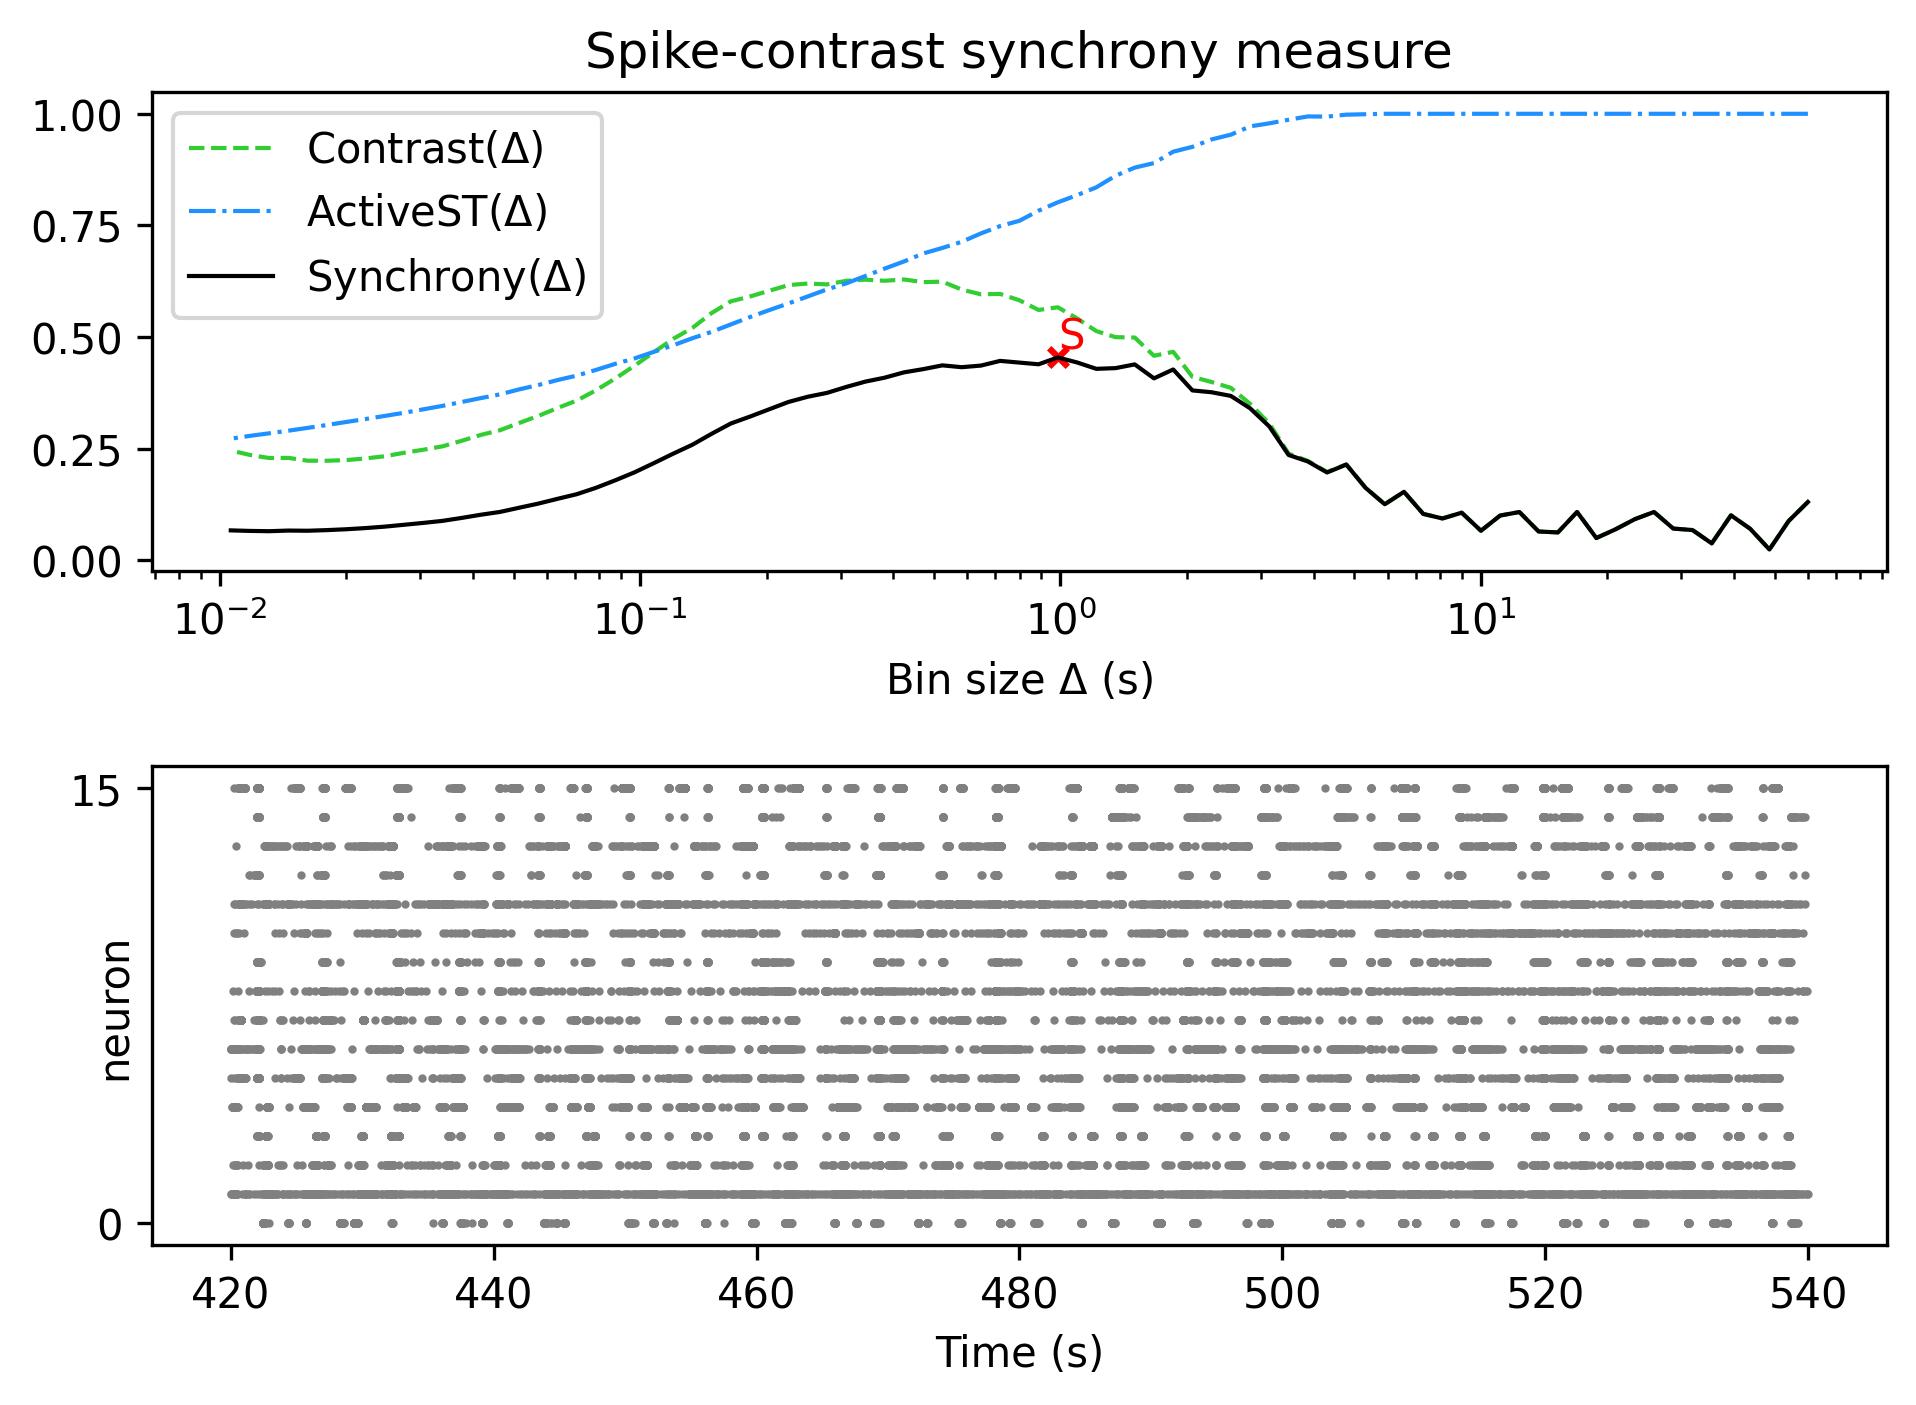 Spike-contrast synchrony measure
1.00
0.75
0.50
0.25
0.00
Contrast(Δ)
ActiveST(Δ)
Synchrony(Δ)
S
10⁻² 10⁻¹ 10⁰ 10¹
Bin size Δ (s)
15
0
neuron
420 440 460 480 500 520 540
Time (s)